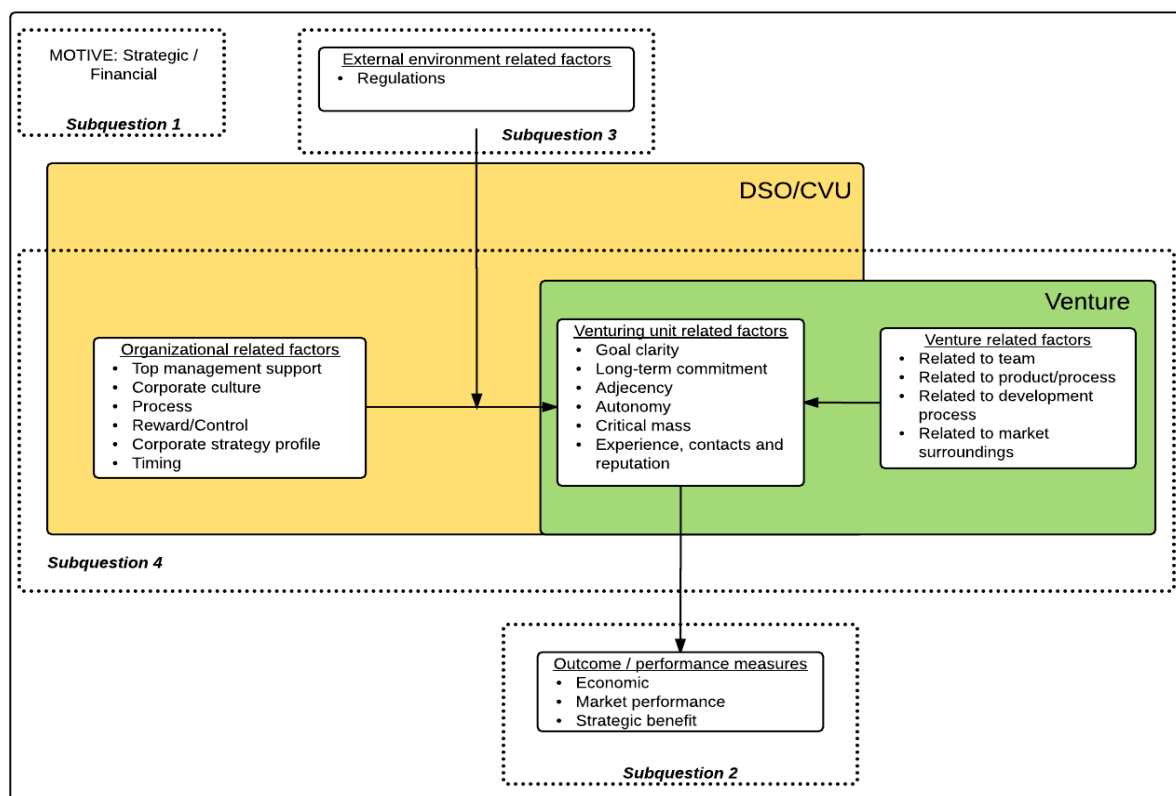 MOTIVE: Strategic /
Financial
Subquestion 1
External environment related factors
• Regulations
Subquestion 3
DSO/CVU
Venture
Organizational related factors
• Top management support
• Corporate culture
• Process
• Reward/Control
• Corporate strategy profile
• Timing
Venturing unit related factors
• Goal clarity
• Long-term commitment
• Adjecency
• Autonomy
• Critical mass
• Experience, contacts and
reputation
Venture related factors
• Related to team
• Related to product/process
• Related to development
process
• Related to market
surroundings
Subquestion 4
Outcome / performance measures
• Economic
• Market performance
• Strategic benefit
Subquestion 2